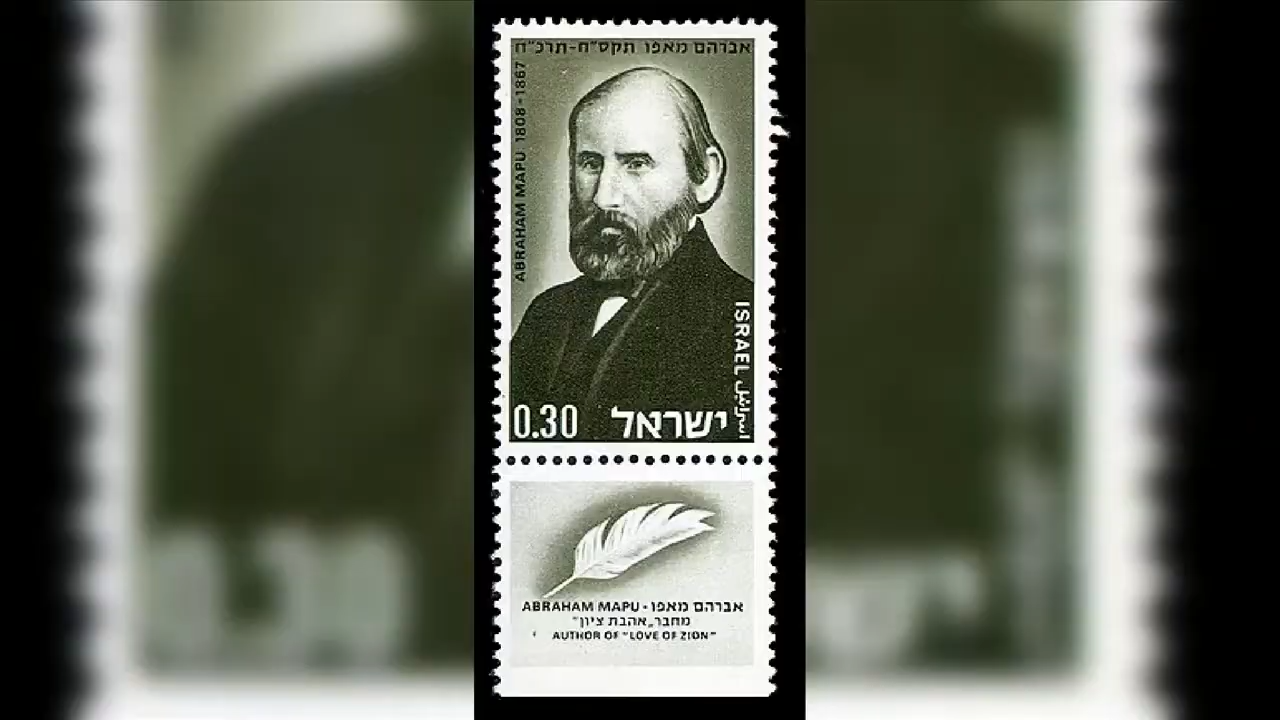 אברהם מאפו תקס"ח-תרכ"ח
ABRAHAM MAPU 1808-1867
ISRAEL اسرائيل
0.30 ישראל
ABRAHAM MAPU - אברהם מאפו
מחבר „אהבת ציון"
AUTHOR OF "LOVE OF ZION"